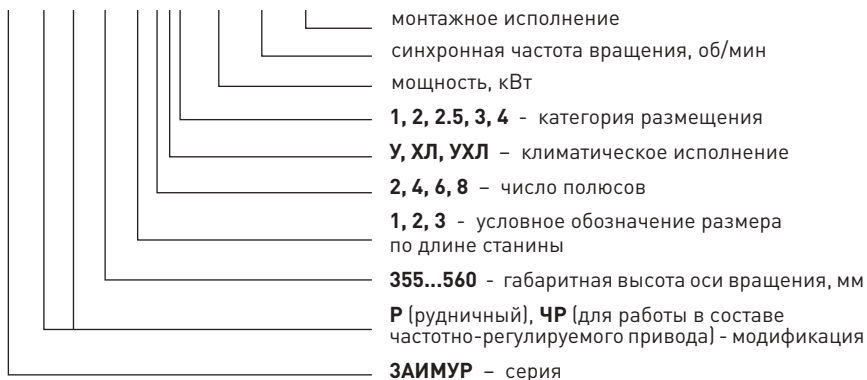 монтажное исполнение
синхронная частота вращения, об/мин
мощность, кВт
1, 2, 2.5, 3, 4 - категория размещения
У, ХЛ, УХЛ – климатическое исполнение
2, 4, 6, 8 – число полюсов
1, 2, 3 - условное обозначение размера
по длине станины
355...560 - габаритная высота оси вращения, мм
Р (рудничный), ЧР (для работы в составе
частотно-регулируемого привода) - модификация
ЗАИМУР – серия